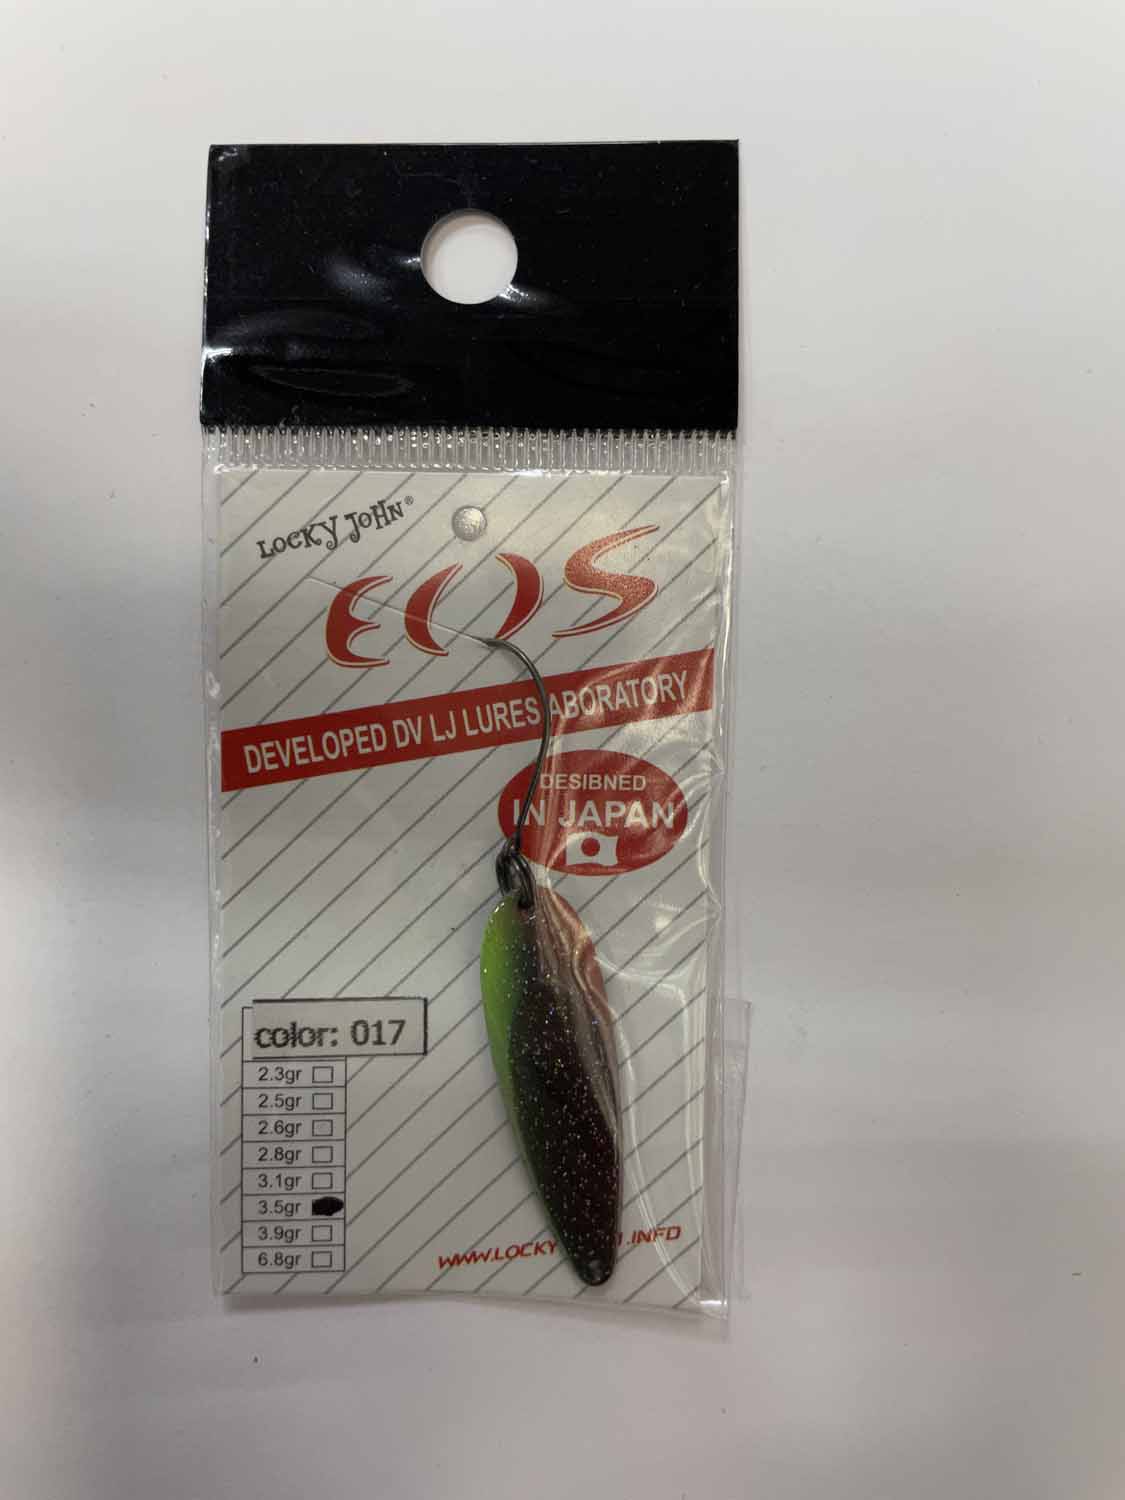 LOCKY JOHN®
EOS
DEVELOPED DV LJ LURES ABORATORY
DESIBNED
IN JAPAN
color: 017
2.3gr
2.5gr
2.6gr
2.8gr
3.1gr
3.5gr
3.9gr
6.8gr
WWW.LOCKY .INFO